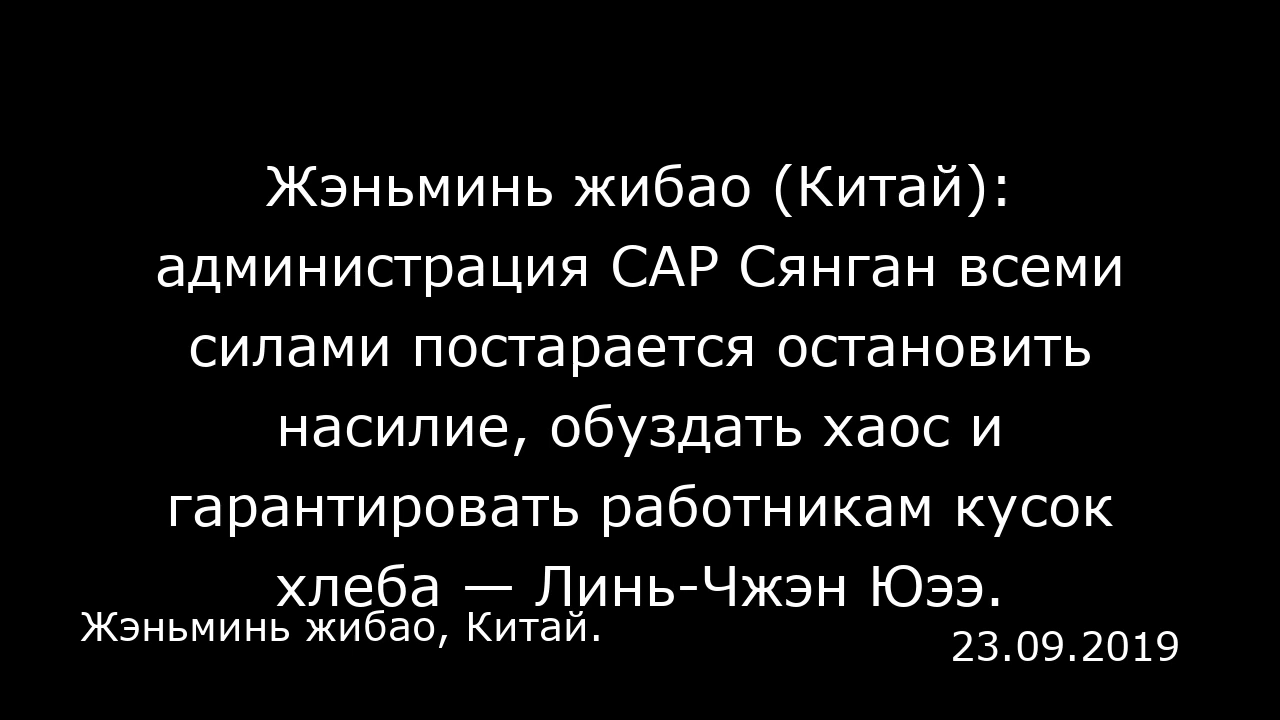 Жэньминь жибао (Китай):
администрация САР Сянган всеми
силами постарается остановить
насилие, обуздать хаос и
гарантировать работникам кусок
хлеба — Линь-Чжэн Юээ.
Жэньминь жибао, Китай.
23.09.2019